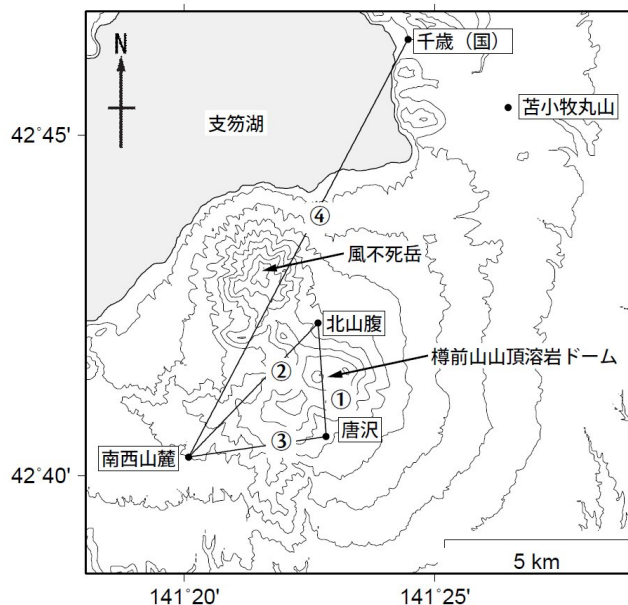 千歳（国）
N
苫小牧丸山
支笏湖
42°45'
④
風不死岳
北山腹
樽前山山頂溶岩ドーム
②
①
③
唐沢
南西山麓
42°40'
5 km
141°20'
141°25'